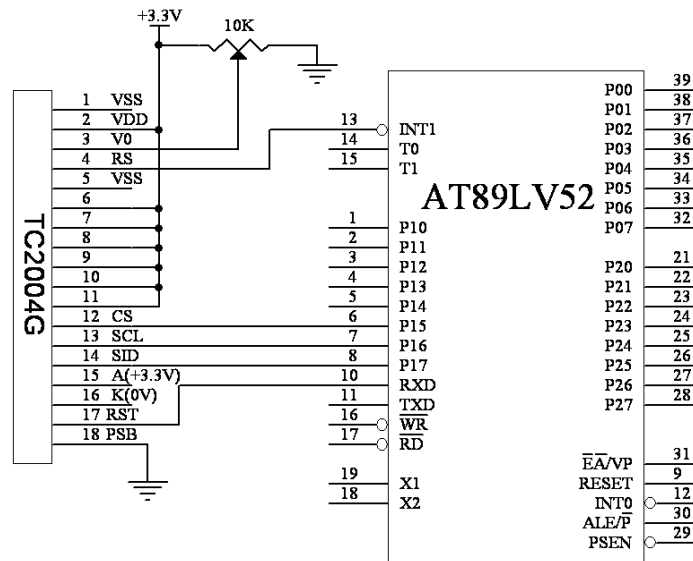 +3.3V
10K
TC2004G
1 VSS
2 VDD
3 V0
4 RS
5 VSS
6
7
8
9
10
11
12 CS
13 SCL
14 SID
15 A(+3.3V)
16 K(0V)
17 RST
18 PSB
AT89LV52
13 INT1
14 T0
15 T1
1 P10
2 P11
3 P12
4 P13
5 P14
6 P15
7 P16
8 P17
10 RXD
11 TXD
16 WR
17 RD
19 X1
18 X2
P00 39
P01 38
P02 37
P03 36
P04 35
P05 34
P06 33
P07 32
P20 21
P21 22
P22 23
P23 24
P24 25
P25 26
P26 27
P27 28
EA/VP 31
RESET 9
INT0 12
ALE/P 30
PSEN 29